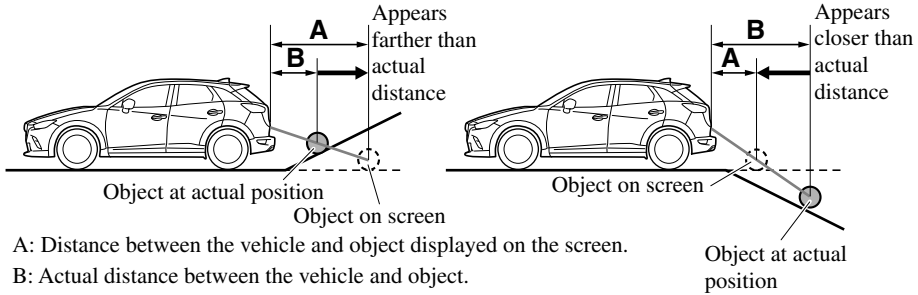 A
B
Appears
farther than
actual
distance
Object at actual position
Object on screen
B
A
Appears
closer than
actual
distance
Object on screen
Object at actual
position
A: Distance between the vehicle and object displayed on the screen.
B: Actual distance between the vehicle and object.